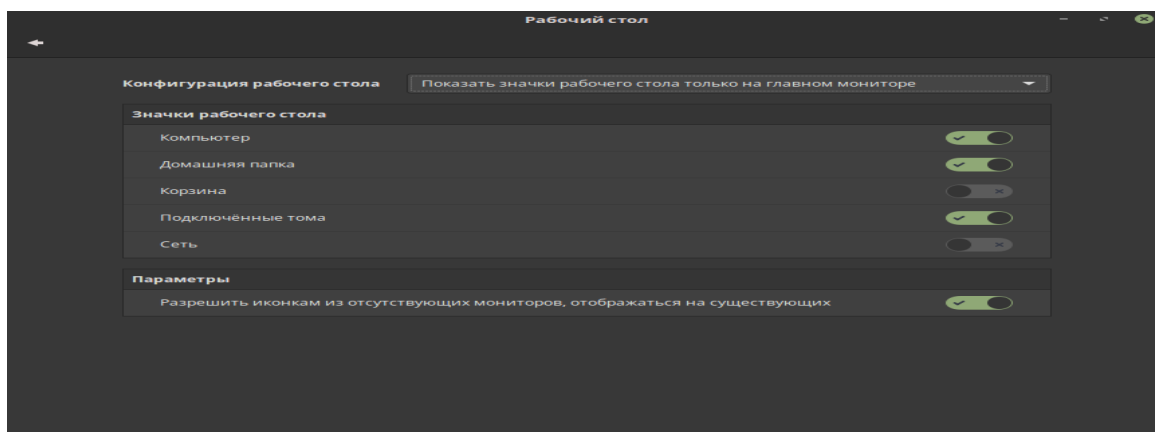 Рабочий стол
Конфигурация рабочего стола Показать значки рабочего стола только на главном мониторе
Значки рабочего стола
Компьютер
Домашняя папка
Корзина
Подключённые тома
Сеть
Параметры
Разрешить иконкам из отсутствующих мониторов, отображаться на существующих